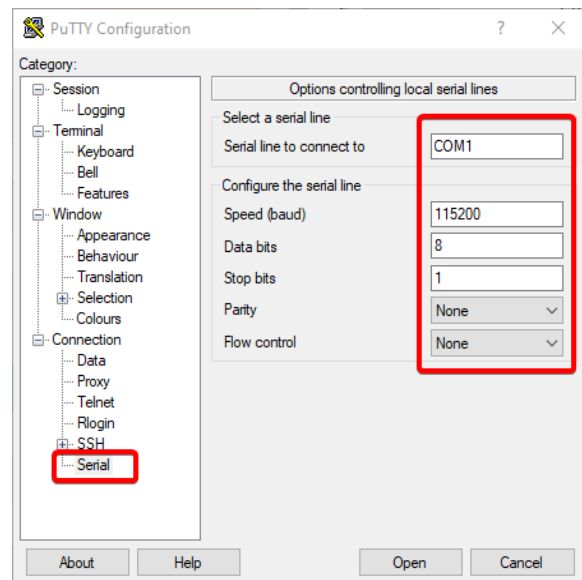 PuTTY Configuration
?
Category:
Session
Logging
Terminal
Keyboard
Bell
Features
Window
Appearance
Behaviour
Translation
Selection
Colours
Connection
Data
Proxy
Telnet
Rlogin
SSH
Serial
Options controlling local serial lines
Select a serial line
Serial line to connect to COM1
Configure the serial line
Speed (baud) 115200
Data bits 8
Stop bits 1
Parity None
Flow control None
About Help Open Cancel